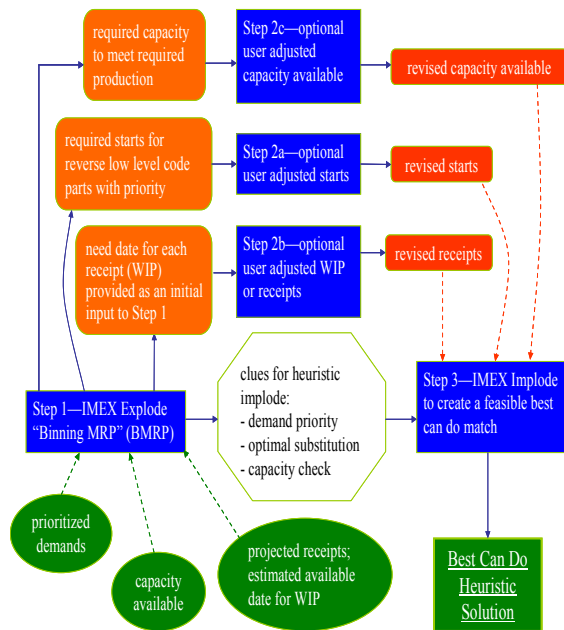 required capacity
to meet required
production
Step 2c—optional
user adjusted
capacity available
revised capacity available
required starts for
reverse low level code
parts with priority
Step 2a—optional
user adjusted starts
revised starts
need date for each
receipt (WIP)
provided as an initial
input to Step 1
Step 2b—optional
user adjusted WIP
or receipts
revised receipts
Step 1—IMEX Explode
“Binning MRP” (BMRP)
clues for heuristic
implode:
- demand priority
- optimal substitution
- capacity check
Step 3—IMEX Implode
to create a feasible best
can do match
prioritized
demands
capacity
available
projected receipts;
estimated available
date for WIP
Best Can Do
Heuristic
Solution